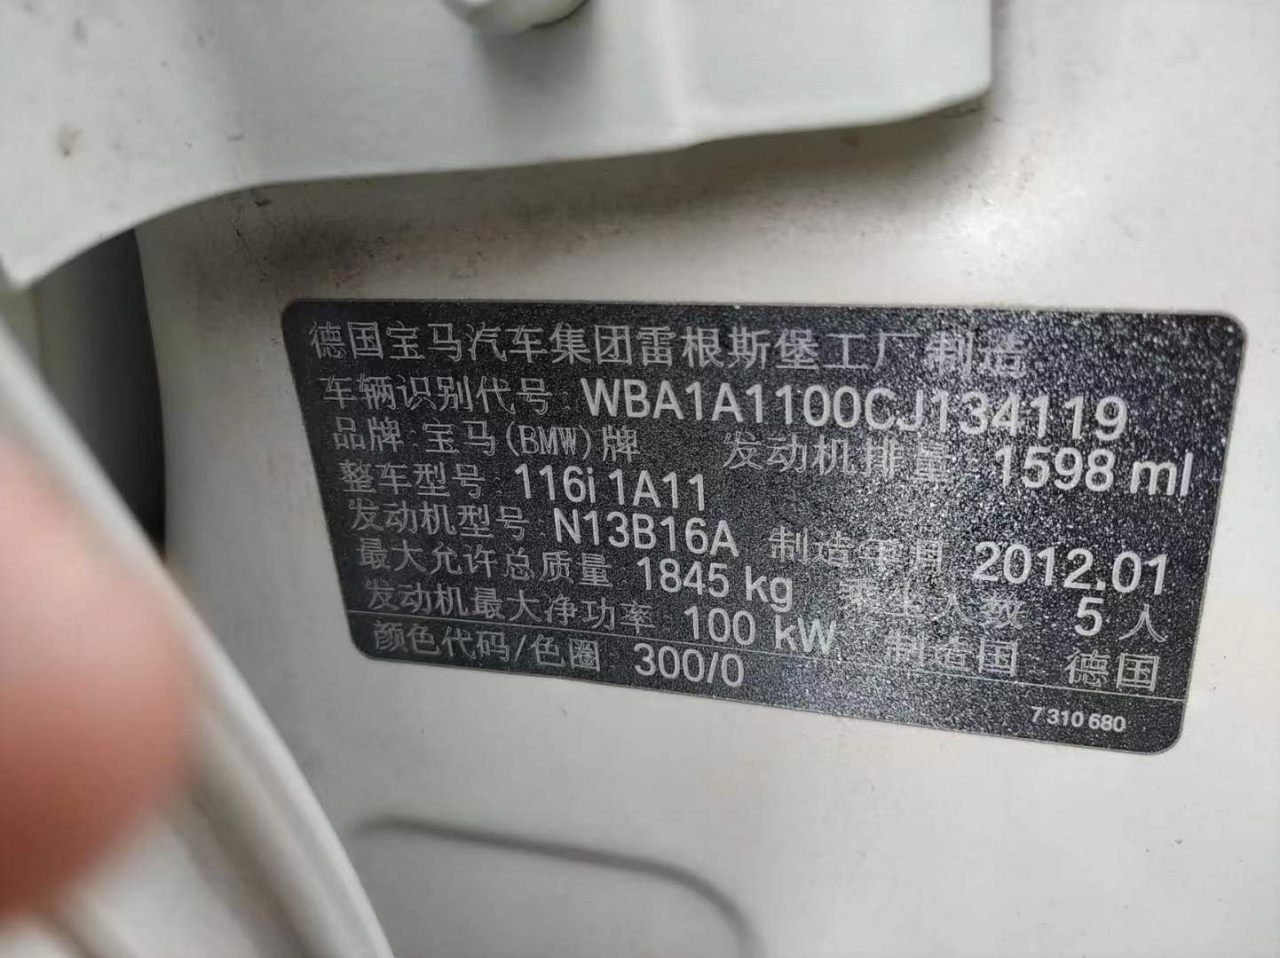 德国宝马汽车集团雷根斯堡工厂 制造
车辆识别代号 WBA1A1100CJ134119
品牌 宝马(BMW)牌 发动机排量 1598 ml
整车型号 116i 1A11
发动机型号 N13B16A 制造年月 2012.01
最大允许总质量 1845 kg 乘坐人数 5 人
发动机最大净功率 100 kW 制造国 德国
颜色代码/色圈 300/0
7 310 680